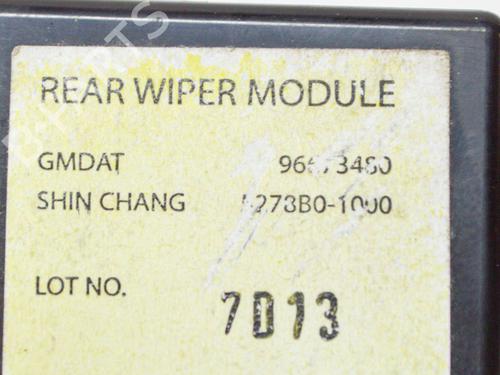 REAR WIPER MODULE
GMDAT
SHIN CHANG
LOT NO. 7D13